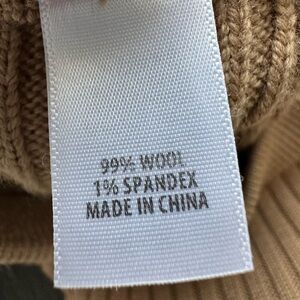 99% WOOL
1% SPANDEX
MADE IN CHINA